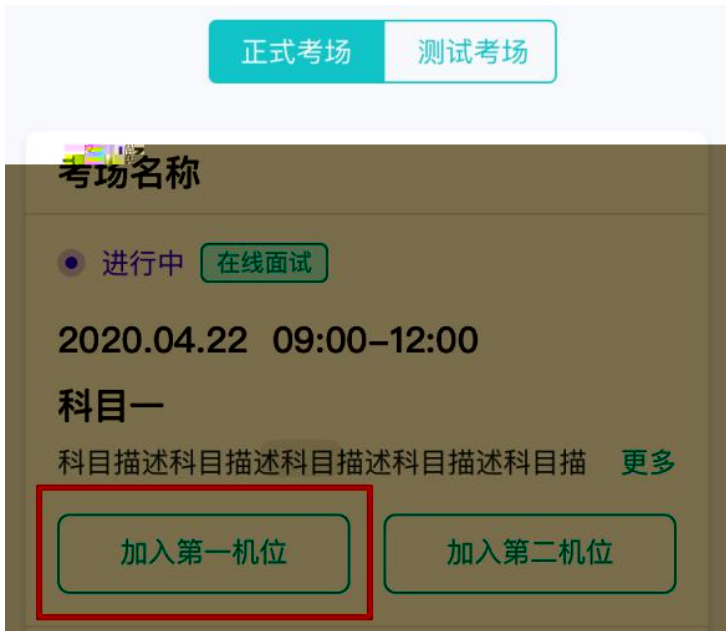 正式考场 测试考场
考场名称
进行中 在线面试
2020.04.22 09:00-12:00
科目一
科目描述科目描述科目描述科目描述科目描 更多
加入第一机位 加入第二机位